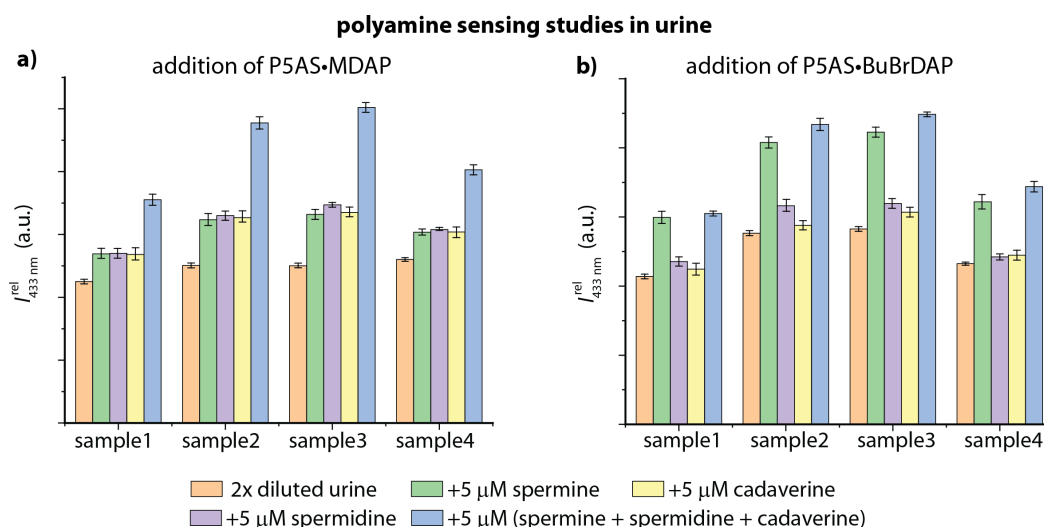 polyamine sensing studies in urine
a)
addition of P5AS•MDAP
I rel 433 nm (a.u.)
sample1 sample2 sample3 sample4
b)
addition of P5AS•BuBrDAP
I rel 433 nm (a.u.)
sample1 sample2 sample3 sample4
2x diluted urine +5 μM spermine +5 μM cadaverine
+5 μM spermidine +5 μM (spermine + spermidine + cadaverine)